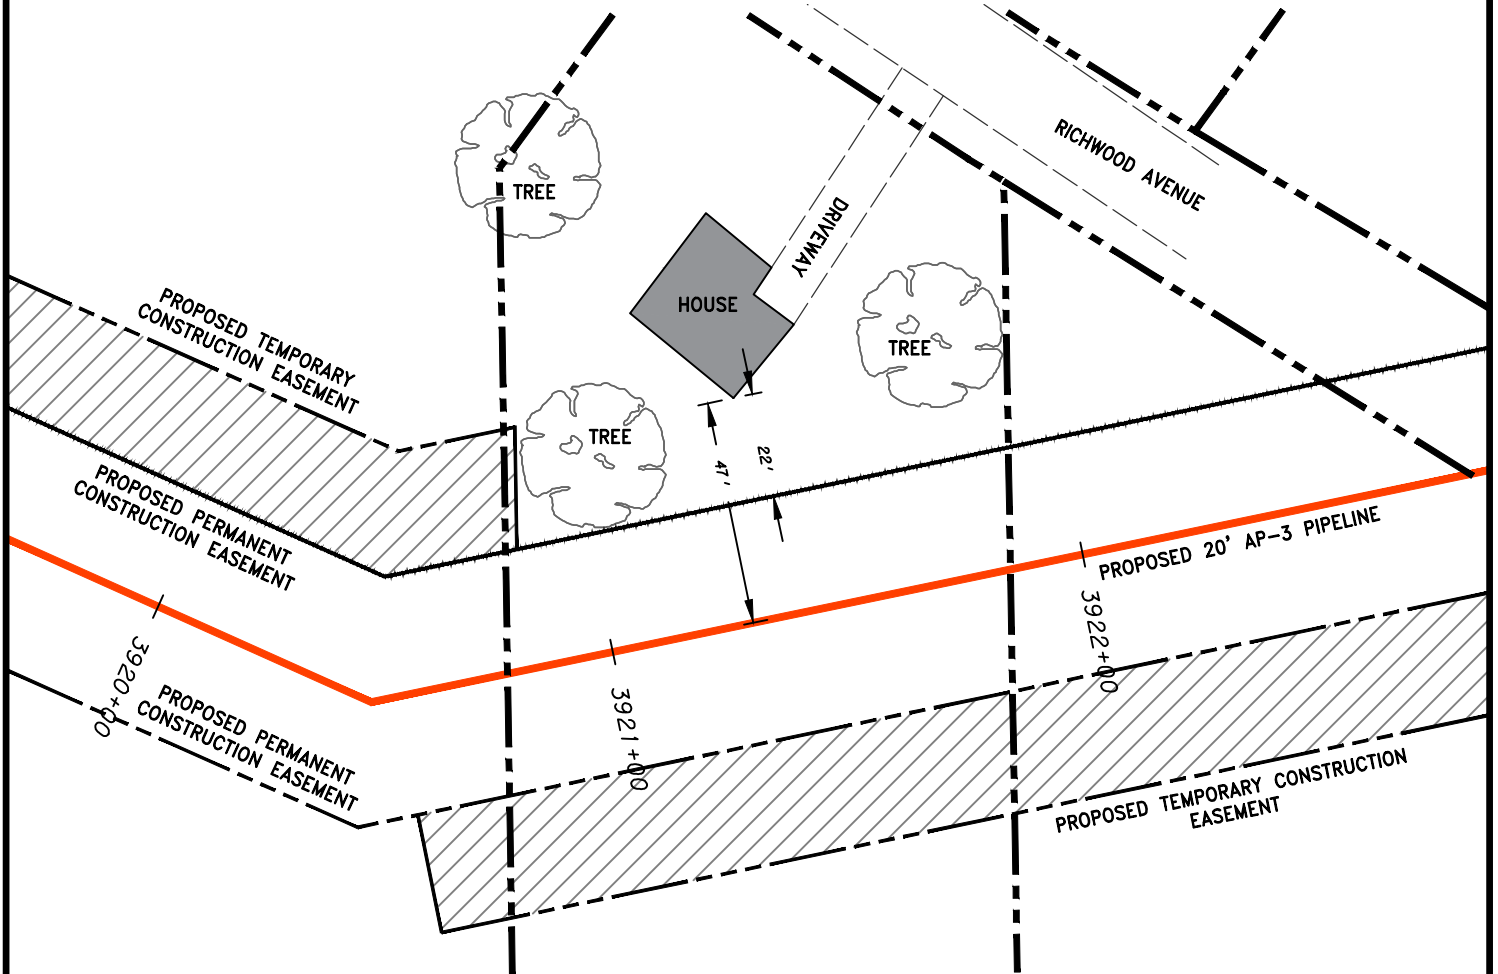 RICHWOOD AVENUE
TREE
DRIVEWAY
HOUSE
PROPOSED TEMPORARY
CONSTRUCTION EASEMENT
TREE
TREE
22'
47'
PROPOSED PERMANENT
CONSTRUCTION EASEMENT
PROPOSED 20' AP-3 PIPELINE
3920+00
3921+00
3922+00
PROPOSED PERMANENT
CONSTRUCTION EASEMENT
PROPOSED TEMPORARY CONSTRUCTION
EASEMENT